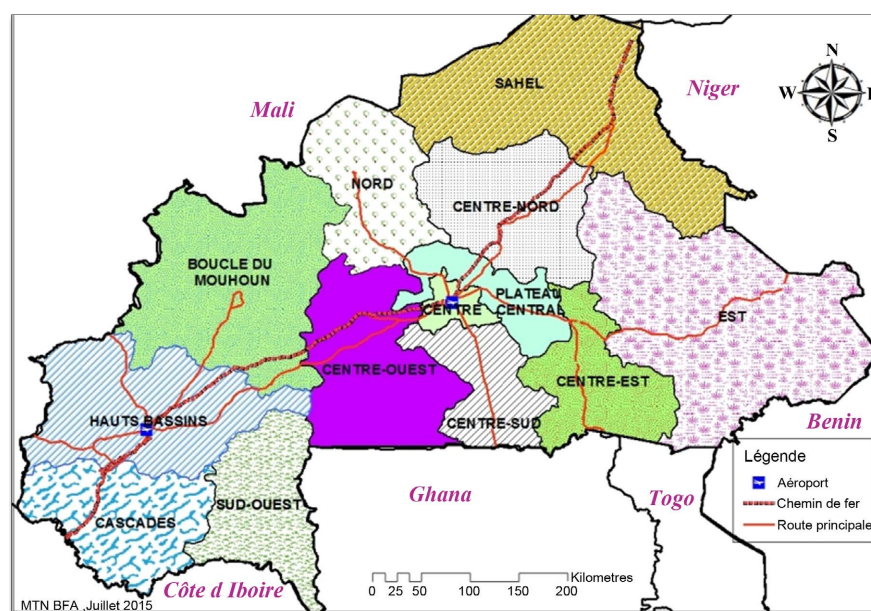 N
W
E
S
SAHEL
Niger
Mali
NORD
CENTRE-NORD
BOUCLE DU
MOUHOUN
PLATEAU
CENTRAL
CENTRE
EST
CENTRE-OUEST
CENTRE-EST
HAUTS BASSINS
CENTRE-SUD
Benin
Légende
Aéroport
Chemin de fer
Route principale
Ghana
Togo
SUD-OUEST
CASCADES
Côte d Iboire
Kilometres
0 25 50 100 150 200
MTN BFA ,Juillet 2015